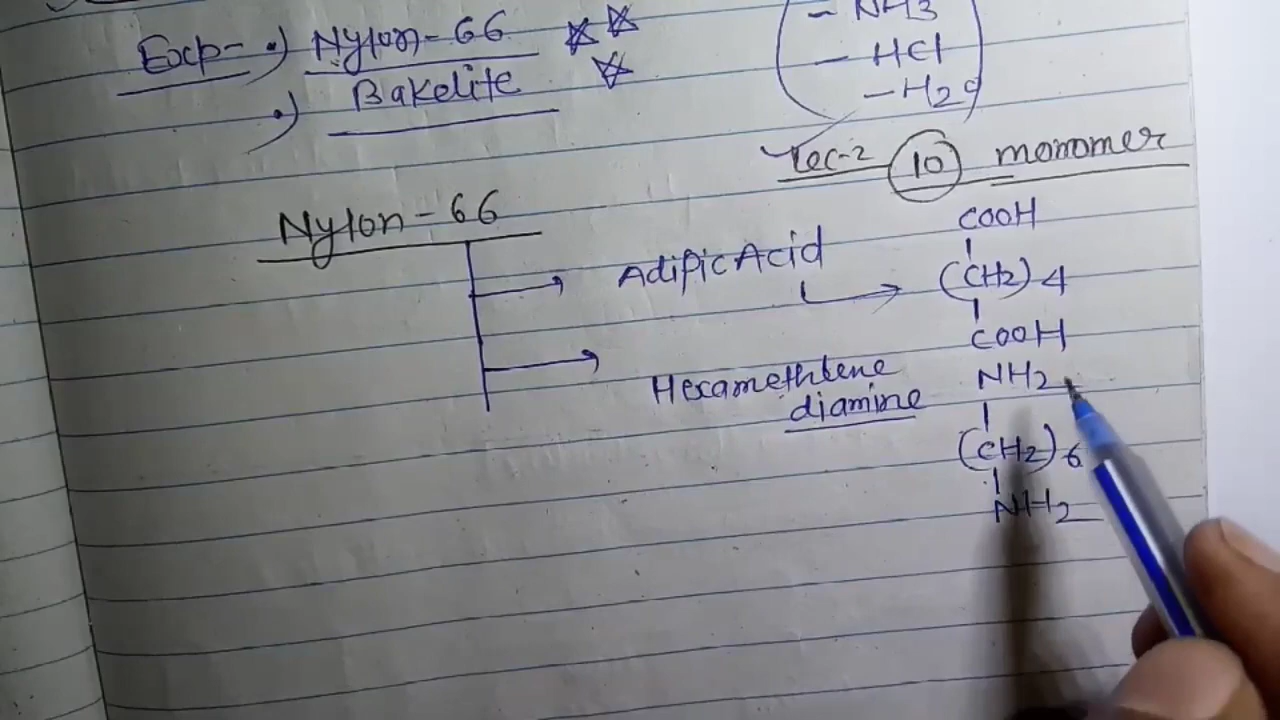 Exp- •) Nylon-66
•) Bakelite
- NH3
- HCl
- H2O
Lec-2 10 monomer
Nylon-66
Adipic Acid
COOH
(CH2)4
COOH
Hexamethlene
diamine
NH2
(CH2)6
NH2